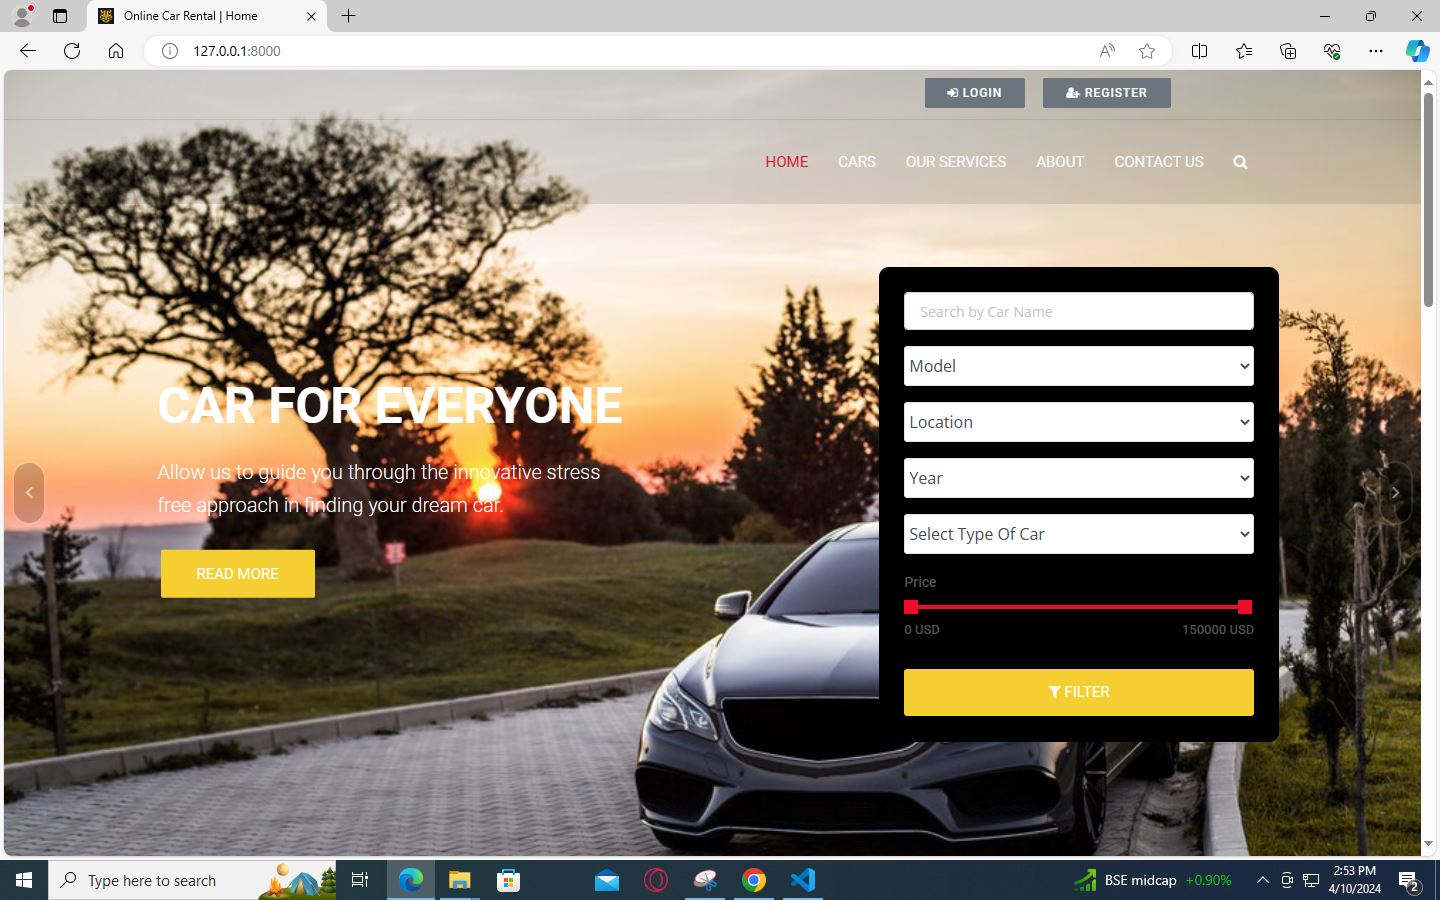 Online Car Rental | Home
127.0.0.1:8000
LOGIN
REGISTER
HOME
CARS
OUR SERVICES
ABOUT
CONTACT US
CAR FOR EVERYONE
Allow us to guide you through the innovative stress
free approach in finding your dream car.
READ MORE
Search by Car Name
Model
Location
Year
Select Type Of Car
Price
0 USD
150000 USD
FILTER
Type here to search
BSE midcap +0.90%
2:53 PM
4/10/2024
2